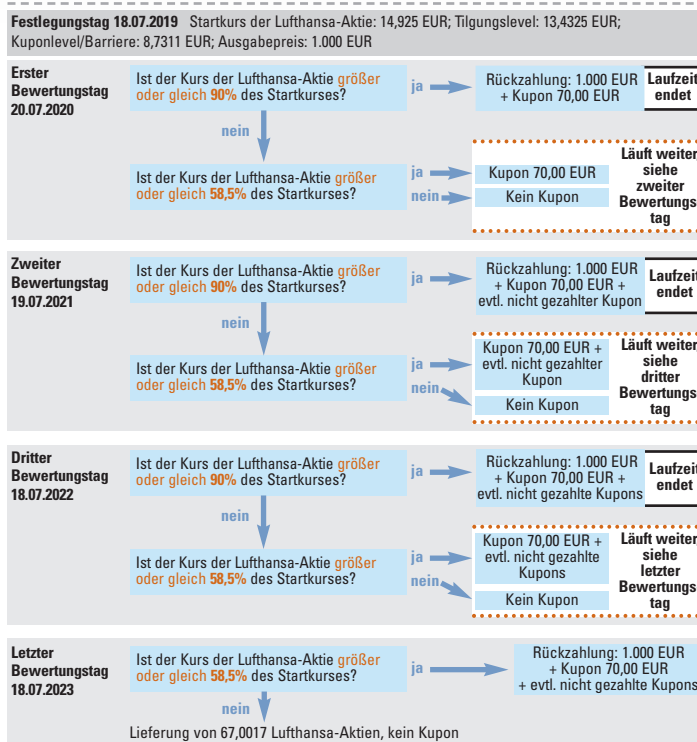 Festlegungstag 18.07.2019 Startkurs der Lufthansa-Aktie: 14,925 EUR; Tilgungslevel: 13,4325 EUR;
Kuponlevel/Barriere: 8,7311 EUR; Ausgabepreis: 1.000 EUR
Erster
Bewertungstag
20.07.2020
Ist der Kurs der Lufthansa-Aktie größer
oder gleich 90% des Startkurses?
ja
Rückzahlung: 1.000 EUR
+ Kupon 70,00 EUR
Laufzeit
endet
nein
Ist der Kurs der Lufthansa-Aktie größer
oder gleich 58,5% des Startkurses?
ja
nein
Kupon 70,00 EUR
Kein Kupon
Läuft weiter,
siehe
zweiter
Bewertungs-
tag
Zweiter
Bewertungstag
19.07.2021
Ist der Kurs der Lufthansa-Aktie größer
oder gleich 90% des Startkurses?
ja
Rückzahlung: 1.000 EUR
+ Kupon 70,00 EUR +
evtl. nicht gezahlter Kupon
Laufzeit
endet
nein
Ist der Kurs der Lufthansa-Aktie größer
oder gleich 58,5% des Startkurses?
ja
nein
Kupon 70,00 EUR +
evtl. nicht gezahlter
Kupon
Kein Kupon
Läuft weiter,
siehe
dritter
Bewertungs-
tag
Dritter
Bewertungstag
18.07.2022
Ist der Kurs der Lufthansa-Aktie größer
oder gleich 90% des Startkurses?
ja
Rückzahlung: 1.000 EUR
+ Kupon 70,00 EUR +
evtl. nicht gezahlte Kupons
Laufzeit
endet
nein
Ist der Kurs der Lufthansa-Aktie größer
oder gleich 58,5% des Startkurses?
ja
nein
Kupon 70,00 EUR +
evtl. nicht gezahlte
Kupons
Kein Kupon
Läuft weiter,
siehe
letzter
Bewertungs-
tag
Letzter
Bewertungstag
18.07.2023
Ist der Kurs der Lufthansa-Aktie größer
oder gleich 58,5% des Startkurses?
ja
Rückzahlung: 1.000 EUR
+ Kupon 70,00 EUR
+ evtl. nicht gezahlte Kupons
nein
Lieferung von 67,0017 Lufthansa-Aktien, kein Kupon